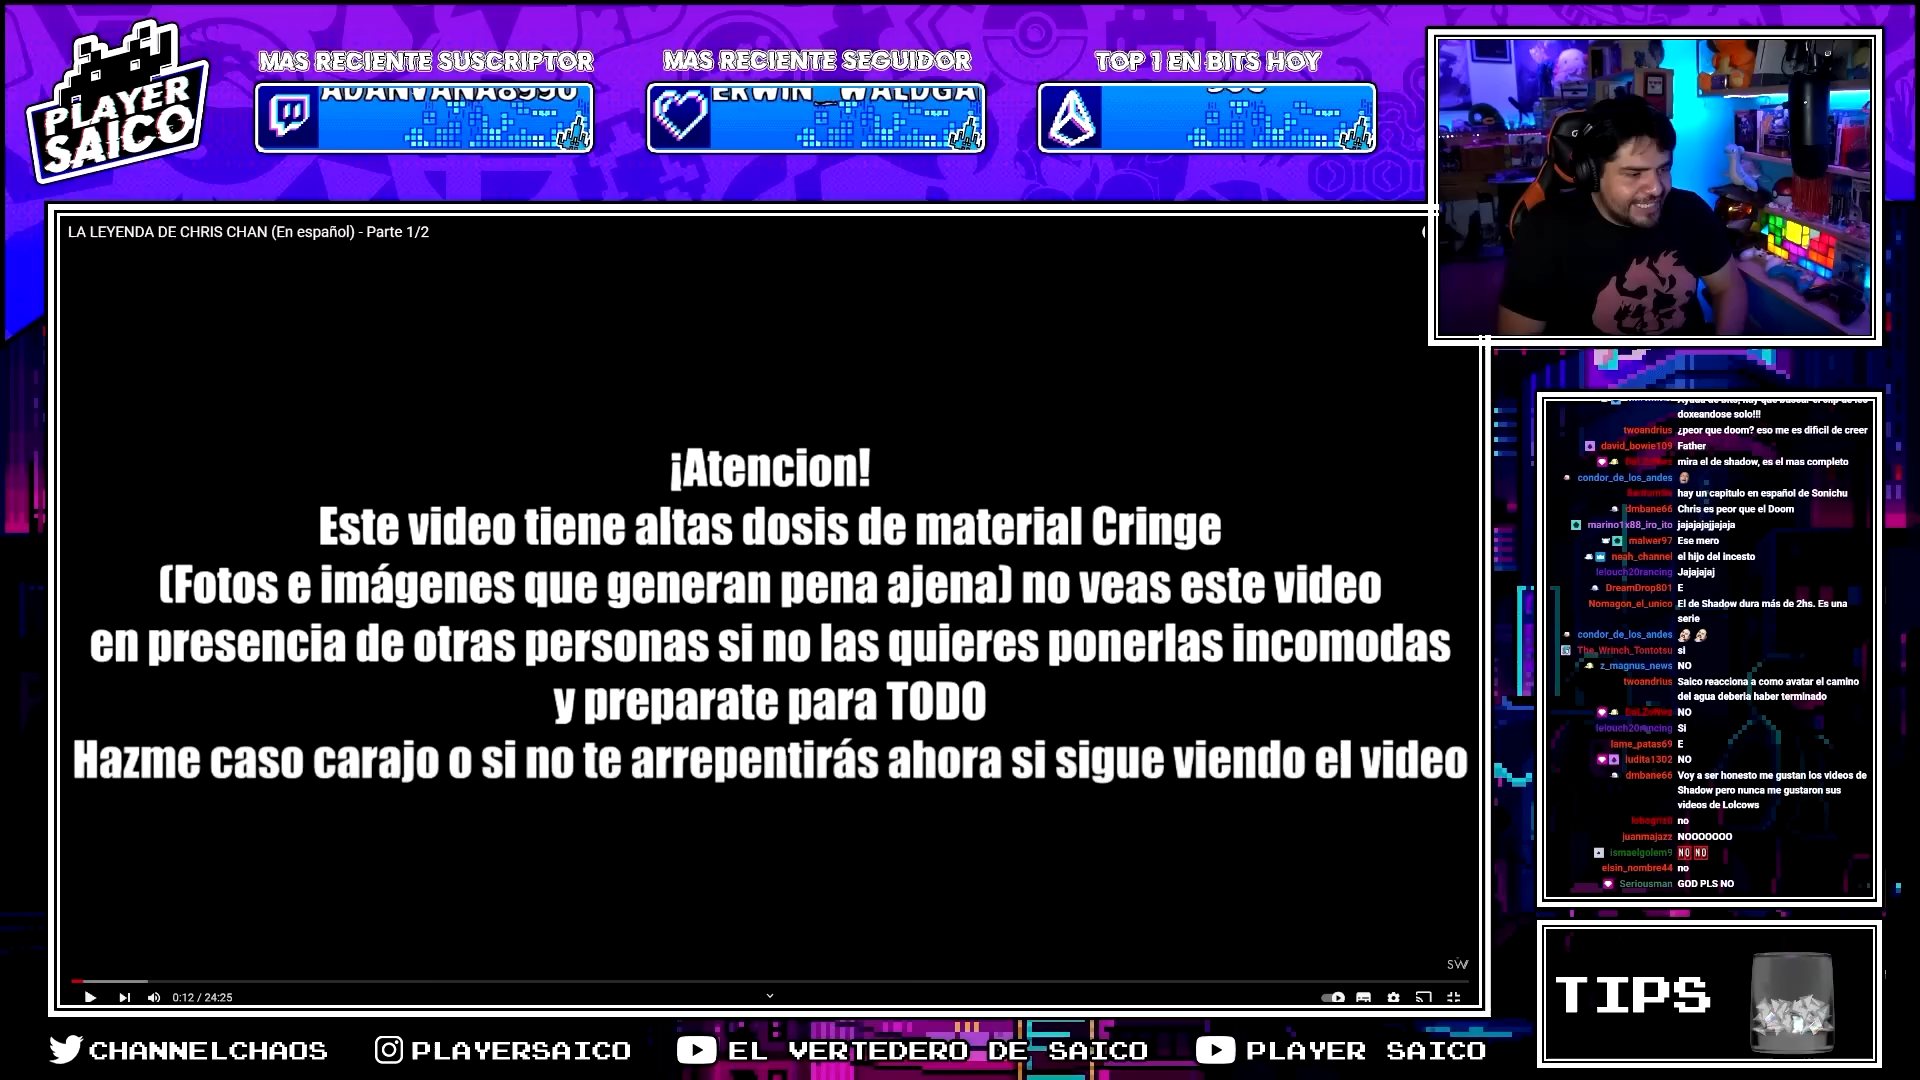 PLAYER
SAICO
MAS RECIENTE SUSCRIPTOR
MAS RECIENTE SEGUIDOR
TOP 1 EN BITS HOY
LA LEYENDA DE CHRIS CHAN (En español) - Parte 1/2
¡Atencion!
Este video tiene altas dosis de material Cringe
(Fotos e imágenes que generan pena ajena) no veas este video
en presencia de otras personas si no las quieres ponerlas incomodas
y preparate para TODO
Hazme caso carajo o si no te arrepentirás ahora si sigue viendo el video
SW
0:12 / 24:25
doxeandose solo!!!
twoandrius ¿peor que doom? eso me es dificil de creer
david_bowie109 Father
mira el de shadow, es el mas completo
condor_de_los_andes
hay un capitulo en español de Sonichu
dmbane66 Chris es peor que el Doom
marino1x88_iro_ito jajajajajjajaja
malwer97 Ese mero
neah_channel el hijo del incesto
lelouch20rancing Jajajajaj
DreamDrop801 E
Nomagon_el_unico El de Shadow dura más de 2hs. Es una
serie
condor_de_los_andes
The_Wrinch_Tontotsu si
z_magnus_news NO
twoandrius Saico reacciona a como avatar el camino
del agua deberia haber terminado
NO
lelouch20rancing Si
lame_patas69 E
ludita1302 NO
dmbane66 Voy a ser honesto me gustan los videos de
Shadow pero nunca me gustaron sus
videos de Lolcows
no
juanmajazz NOOOOOOO
ismaelgolem9 NO NO
elsin_nombre44 no
Seriousman GOD PLS NO
TIPS
CHANNELCHAOS
PLAYERSAICO
EL VERTEDERO DE SAICO
PLAYER SAICO